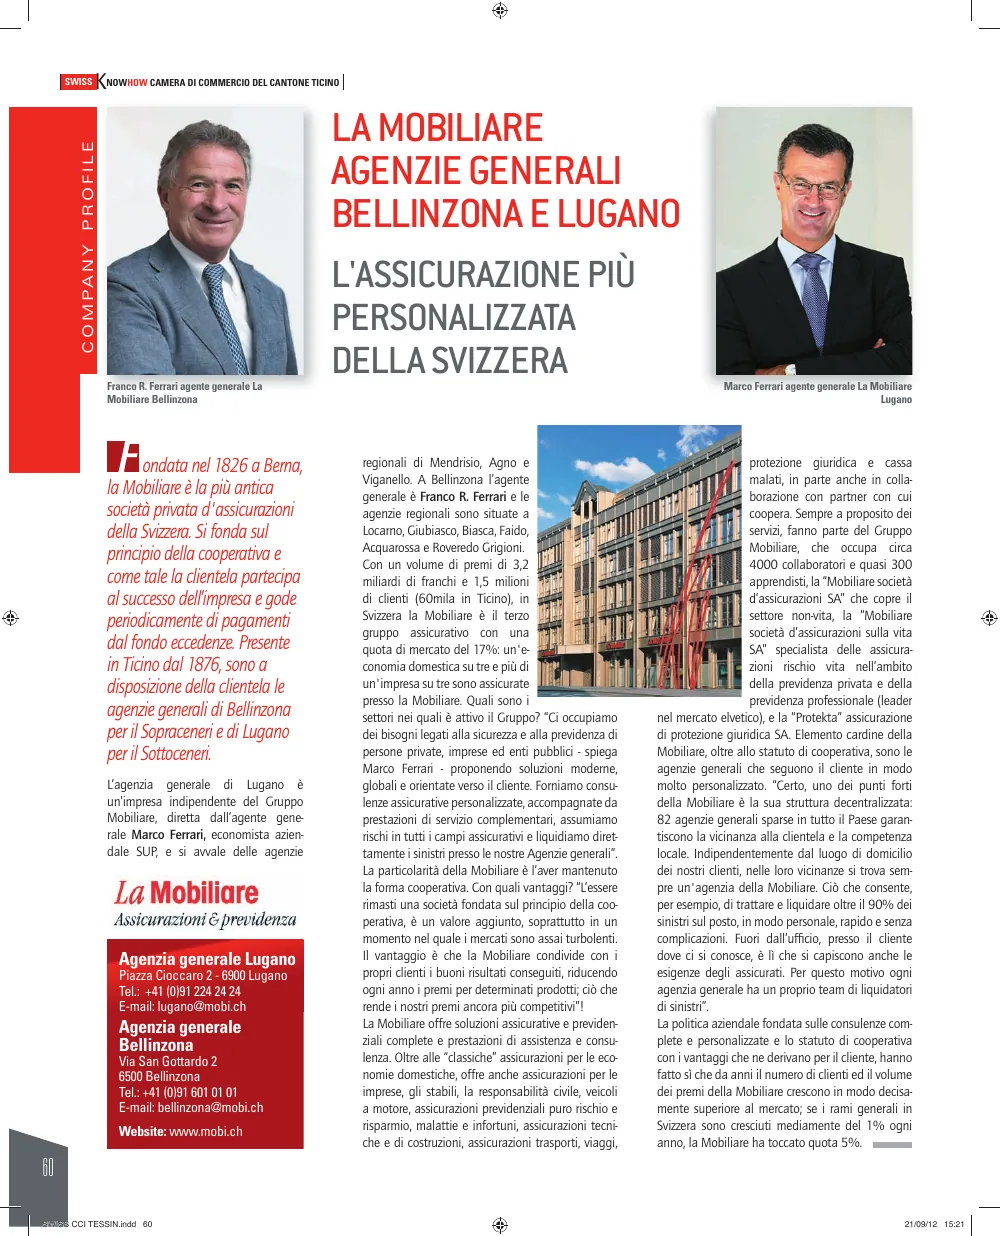 SWISS KNOWHOW CAMERA DI COMMERCIO DEL CANTONE TICINO
COMPANY PROFILE
LA MOBILIARE
AGENZIE GENERALI
BELLINZONA E LUGANO
L'ASSICURAZIONE PIÙ
PERSONALIZZATA
DELLA SVIZZERA
Franco R. Ferrari agente generale La
Mobiliare Bellinzona
Marco Ferrari agente generale La Mobiliare
Lugano
Fondata nel 1826 a Berna,
la Mobiliare è la più antica
società privata d'assicurazioni
della Svizzera. Si fonda sul
principio della cooperativa e
come tale la clientela partecipa
al successo dell'impresa e gode
periodicamente di pagamenti
dal fondo eccedenze. Presente
in Ticino dal 1876, sono a
disposizione della clientela le
agenzie generali di Bellinzona
per il Sopraceneri e di Lugano
per il Sottoceneri.
L'agenzia generale di Lugano è
un'impresa indipendente del Gruppo
Mobiliare, diretta dall'agente gene-
rale Marco Ferrari, economista azien-
dale SUP, e si avvale delle agenzie
La Mobiliare
Assicurazioni & previdenza
Agenzia generale Lugano
Piazza Cioccaro 2 - 6900 Lugano
Tel.: +41 (0)91 224 24 24
E-mail: lugano@mobi.ch
Agenzia generale
Bellinzona
Via San Gottardo 2
6500 Bellinzona
Tel.: +41 (0)91 601 01 01
E-mail: bellinzona@mobi.ch
Website: www.mobi.ch
regionali di Mendrisio, Agno e
Viganello. A Bellinzona l'agente
generale è Franco R. Ferrari e le
agenzie regionali sono situate a
Locarno, Giubiasco, Biasca, Faido,
Acquarossa e Roveredo Grigioni.
Con un volume di premi di 3,2
miliardi di franchi e 1,5 milioni
di clienti (60mila in Ticino), in
Svizzera la Mobiliare è il terzo
gruppo assicurativo con una
quota di mercato del 17%: un'e-
conomia domestica su tre e più di
un'impresa su tre sono assicurate
presso la Mobiliare. Quali sono i
settori nei quali è attivo il Gruppo? "Ci occupiamo
dei bisogni legati alla sicurezza e alla previdenza di
persone private, imprese ed enti pubblici - spiega
Marco Ferrari - proponendo soluzioni moderne,
globali e orientate verso il cliente. Forniamo consu-
lenze assicurative personalizzate, accompagnate da
prestazioni di servizio complementari, assumiamo
rischi in tutti i campi assicurativi e liquidiamo diret-
tamente i sinistri presso le nostre Agenzie generali".
La particolarità della Mobiliare è l'aver mantenuto
la forma cooperativa. Con quali vantaggi? "L'essere
rimasti una società fondata sul principio della coo-
perativa, è un valore aggiunto, soprattutto in un
momento nel quale i mercati sono assai turbolenti.
Il vantaggio è che la Mobiliare condivide con i
propri clienti i buoni risultati conseguiti, riducendo
ogni anno i premi per determinati prodotti; ciò che
rende i nostri premi ancora più competitivi"!
La Mobiliare offre soluzioni assicurative e previden-
ziali complete e prestazioni di assistenza e consu-
lenza. Oltre alle "classiche" assicurazioni per le eco-
nomie domestiche, offre anche assicurazioni per le
imprese, gli stabili, la responsabilità civile, veicoli
a motore, assicurazioni previdenziali puro rischio e
risparmio, malattie e infortuni, assicurazioni tecni-
che e di costruzioni, assicurazioni trasporti, viaggi,
protezione giuridica e cassa
malati, in parte anche in colla-
borazione con partner con cui
coopera. Sempre a proposito dei
servizi, fanno parte del Gruppo
Mobiliare, che occupa circa
4000 collaboratori e quasi 300
apprendisti, la "Mobiliare società
d'assicurazioni SA" che copre il
settore non-vita, la "Mobiliare
società d'assicurazioni sulla vita
SA" specialista delle assicura-
zioni rischio vita nell'ambito
della previdenza privata e della
previdenza professionale (leader
nel mercato elvetico), e la "Protekta" assicurazione
di protezione giuridica SA. Elemento cardine della
Mobiliare, oltre allo statuto di cooperativa, sono le
agenzie generali che seguono il cliente in modo
molto personalizzato. "Certo, uno dei punti forti
della Mobiliare è la sua struttura decentralizzata:
82 agenzie generali sparse in tutto il Paese garan-
tiscono la vicinanza alla clientela e la competenza
locale. Indipendentemente dal luogo di domicilio
dei nostri clienti, nelle loro vicinanze si trova sem-
pre un'agenzia della Mobiliare. Ciò che consente,
per esempio, di trattare e liquidare oltre il 90% dei
sinistri sul posto, in modo personale, rapido e senza
complicazioni. Fuori dall'ufficio, presso il cliente
dove ci si conosce, è lì che si capiscono anche le
esigenze degli assicurati. Per questo motivo ogni
agenzia generale ha un proprio team di liquidatori
di sinistri".
La politica aziendale fondata sulle consulenze com-
plete e personalizzate e lo statuto di cooperativa
con i vantaggi che ne derivano per il cliente, hanno
fatto sì che da anni il numero di clienti ed il volume
dei premi della Mobiliare crescono in modo decisa-
mente superiore al mercato; se i rami generali in
Svizzera sono cresciuti mediamente del 1% ogni
anno, la Mobiliare ha toccato quota 5%.
60
CCI TESSIN.indd 60
21/09/12 15:21